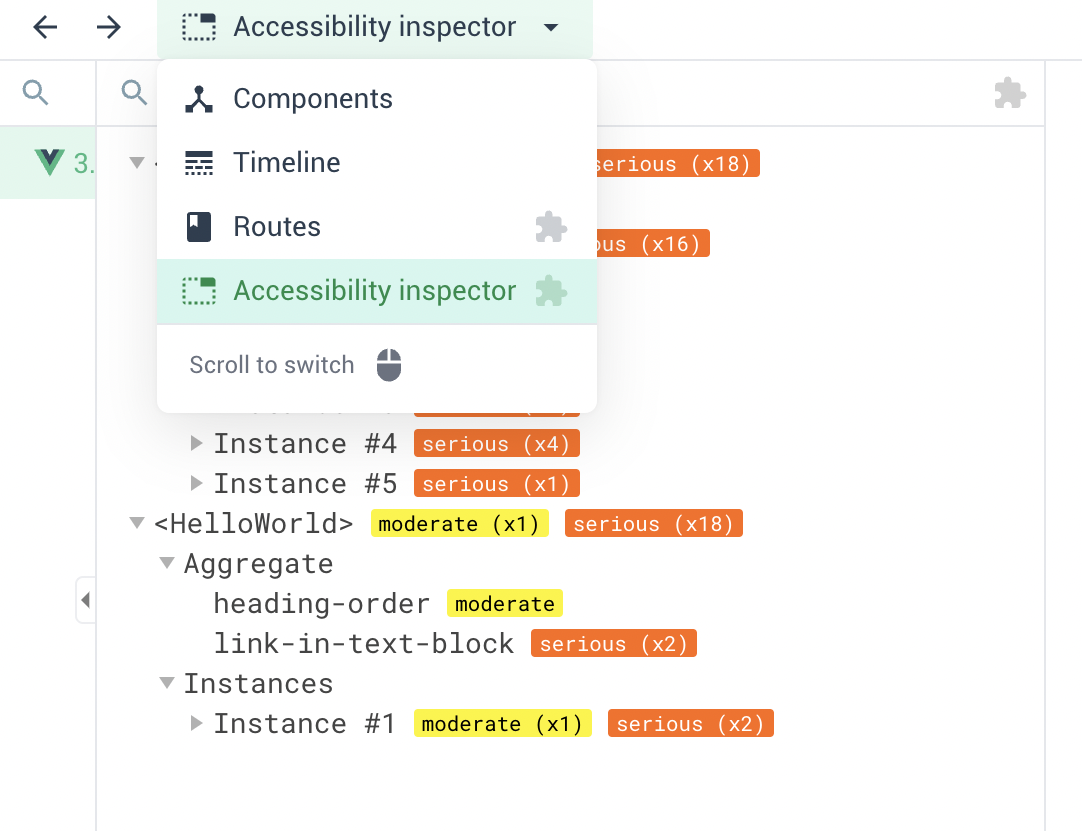 Accessibility inspector
Components
Timeline
Routes
Accessibility inspector
Scroll to switch
3.
serious (x18)
(x16)
Instance #4 serious (x4)
Instance #5 serious (x1)
<HelloWorld> moderate (x1) serious (x18)
Aggregate
heading-order moderate
link-in-text-block serious (x2)
Instances
Instance #1 moderate (x1) serious (x2)